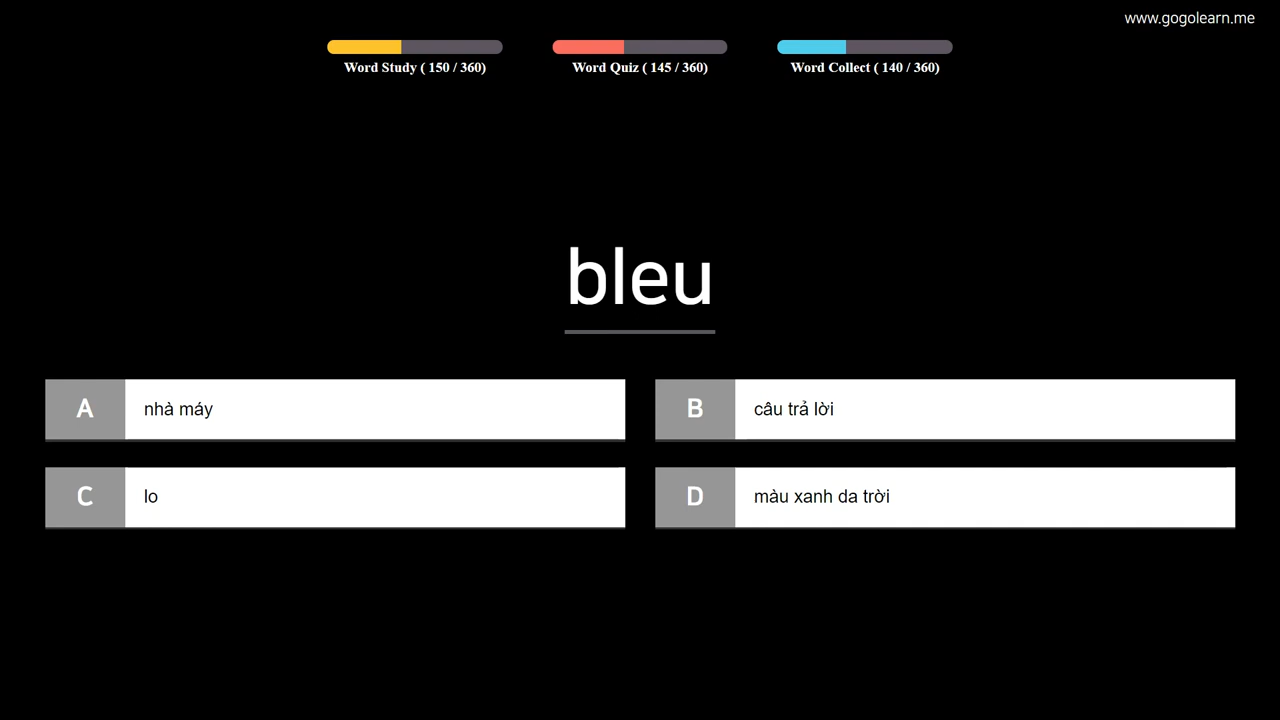 www.gogolearn.me
Word Study ( 150 / 360)
Word Quiz ( 145 / 360)
Word Collect ( 140 / 360)
bleu
A nhà máy
B câu trả lời
C lo
D màu xanh da trời